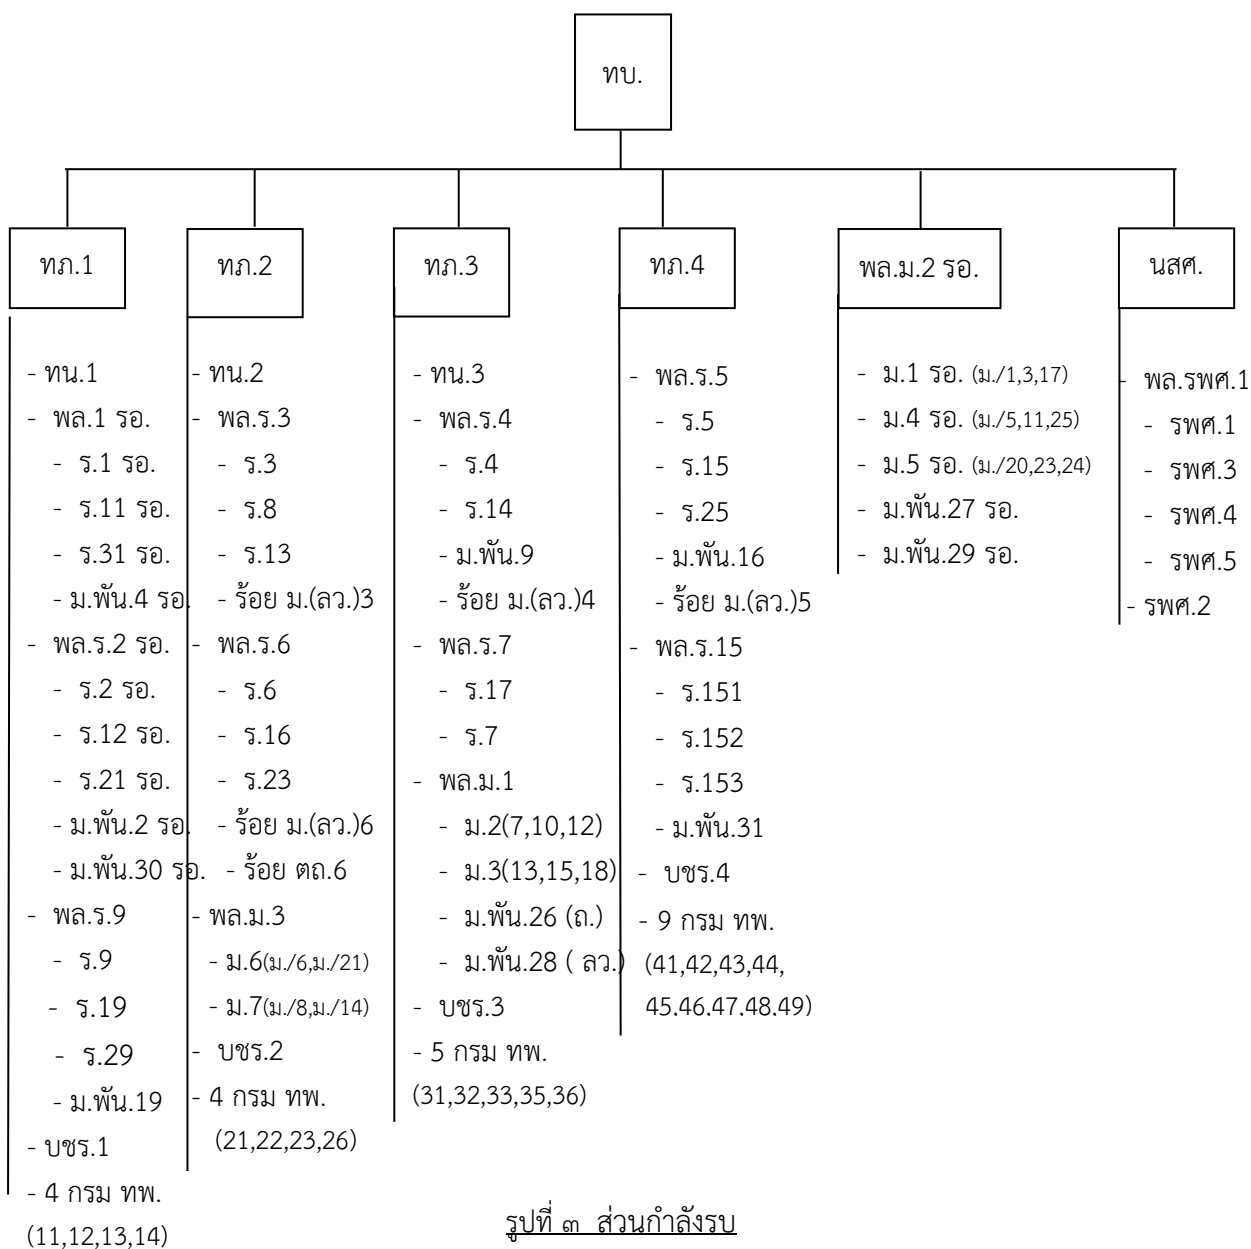 ทบ.
ทภ.1
ทภ.2
ทภ.3
ทภ.4
พล.ม.2 รอ.
นสศ.
- ทน.1
- พล.1 รอ.
- ร.1 รอ.
- ร.11 รอ.
- ร.31 รอ.
- ม.พัน.4 รอ.
- พล.ร.2 รอ.
- ร.2 รอ.
- ร.12 รอ.
- ร.21 รอ.
- ม.พัน.2 รอ.
- ม.พัน.30 รอ.
- พล.ร.9
- ร.9
- ร.19
- ร.29
- ม.พัน.19
- บชร.1
- 4 กรม ทพ.
(11,12,13,14)
- ทน.2
- พล.ร.3
- ร.3
- ร.8
- ร.13
- ร้อย ม.(ลว.)3
- พล.ร.6
- ร.6
- ร.16
- ร.23
- ร้อย ม.(ลว.)6
- ร้อย ตถ.6
- พล.ม.3
- ม.6(ม./6,ม./21)
- ม.7(ม./8,ม./14)
- บชร.2
- 4 กรม ทพ.
(21,22,23,26)
- ทน.3
- พล.ร.4
- ร.4
- ร.14
- ม.พัน.9
- ร้อย ม.(ลว.)4
- พล.ร.7
- ร.17
- ร.7
- พล.ม.1
- ม.2(7,10,12)
- ม.3(13,15,18)
- ม.พัน.26 (ถ.)
- ม.พัน.28 ( ลว.)
- บชร.3
- 5 กรม ทพ.
(31,32,33,35,36)
- พล.ร.5
- ร.5
- ร.15
- ร.25
- ม.พัน.16
- ร้อย ม.(ลว.)5
- พล.ร.15
- ร.151
- ร.152
- ร.153
- ม.พัน.31
- บชร.4
- 9 กรม ทพ.
(41,42,43,44,
45,46,47,48,49)
- ม.1 รอ. (ม./1,3,17)
- ม.4 รอ. (ม./5,11,25)
- ม.5 รอ. (ม./20,23,24)
- ม.พัน.27 รอ.
- ม.พัน.29 รอ.
- พล.รพศ.1
- รพศ.1
- รพศ.3
- รพศ.4
- รพศ.5
- รพศ.2
รูปที่ ๓ ส่วนกำลังรบ